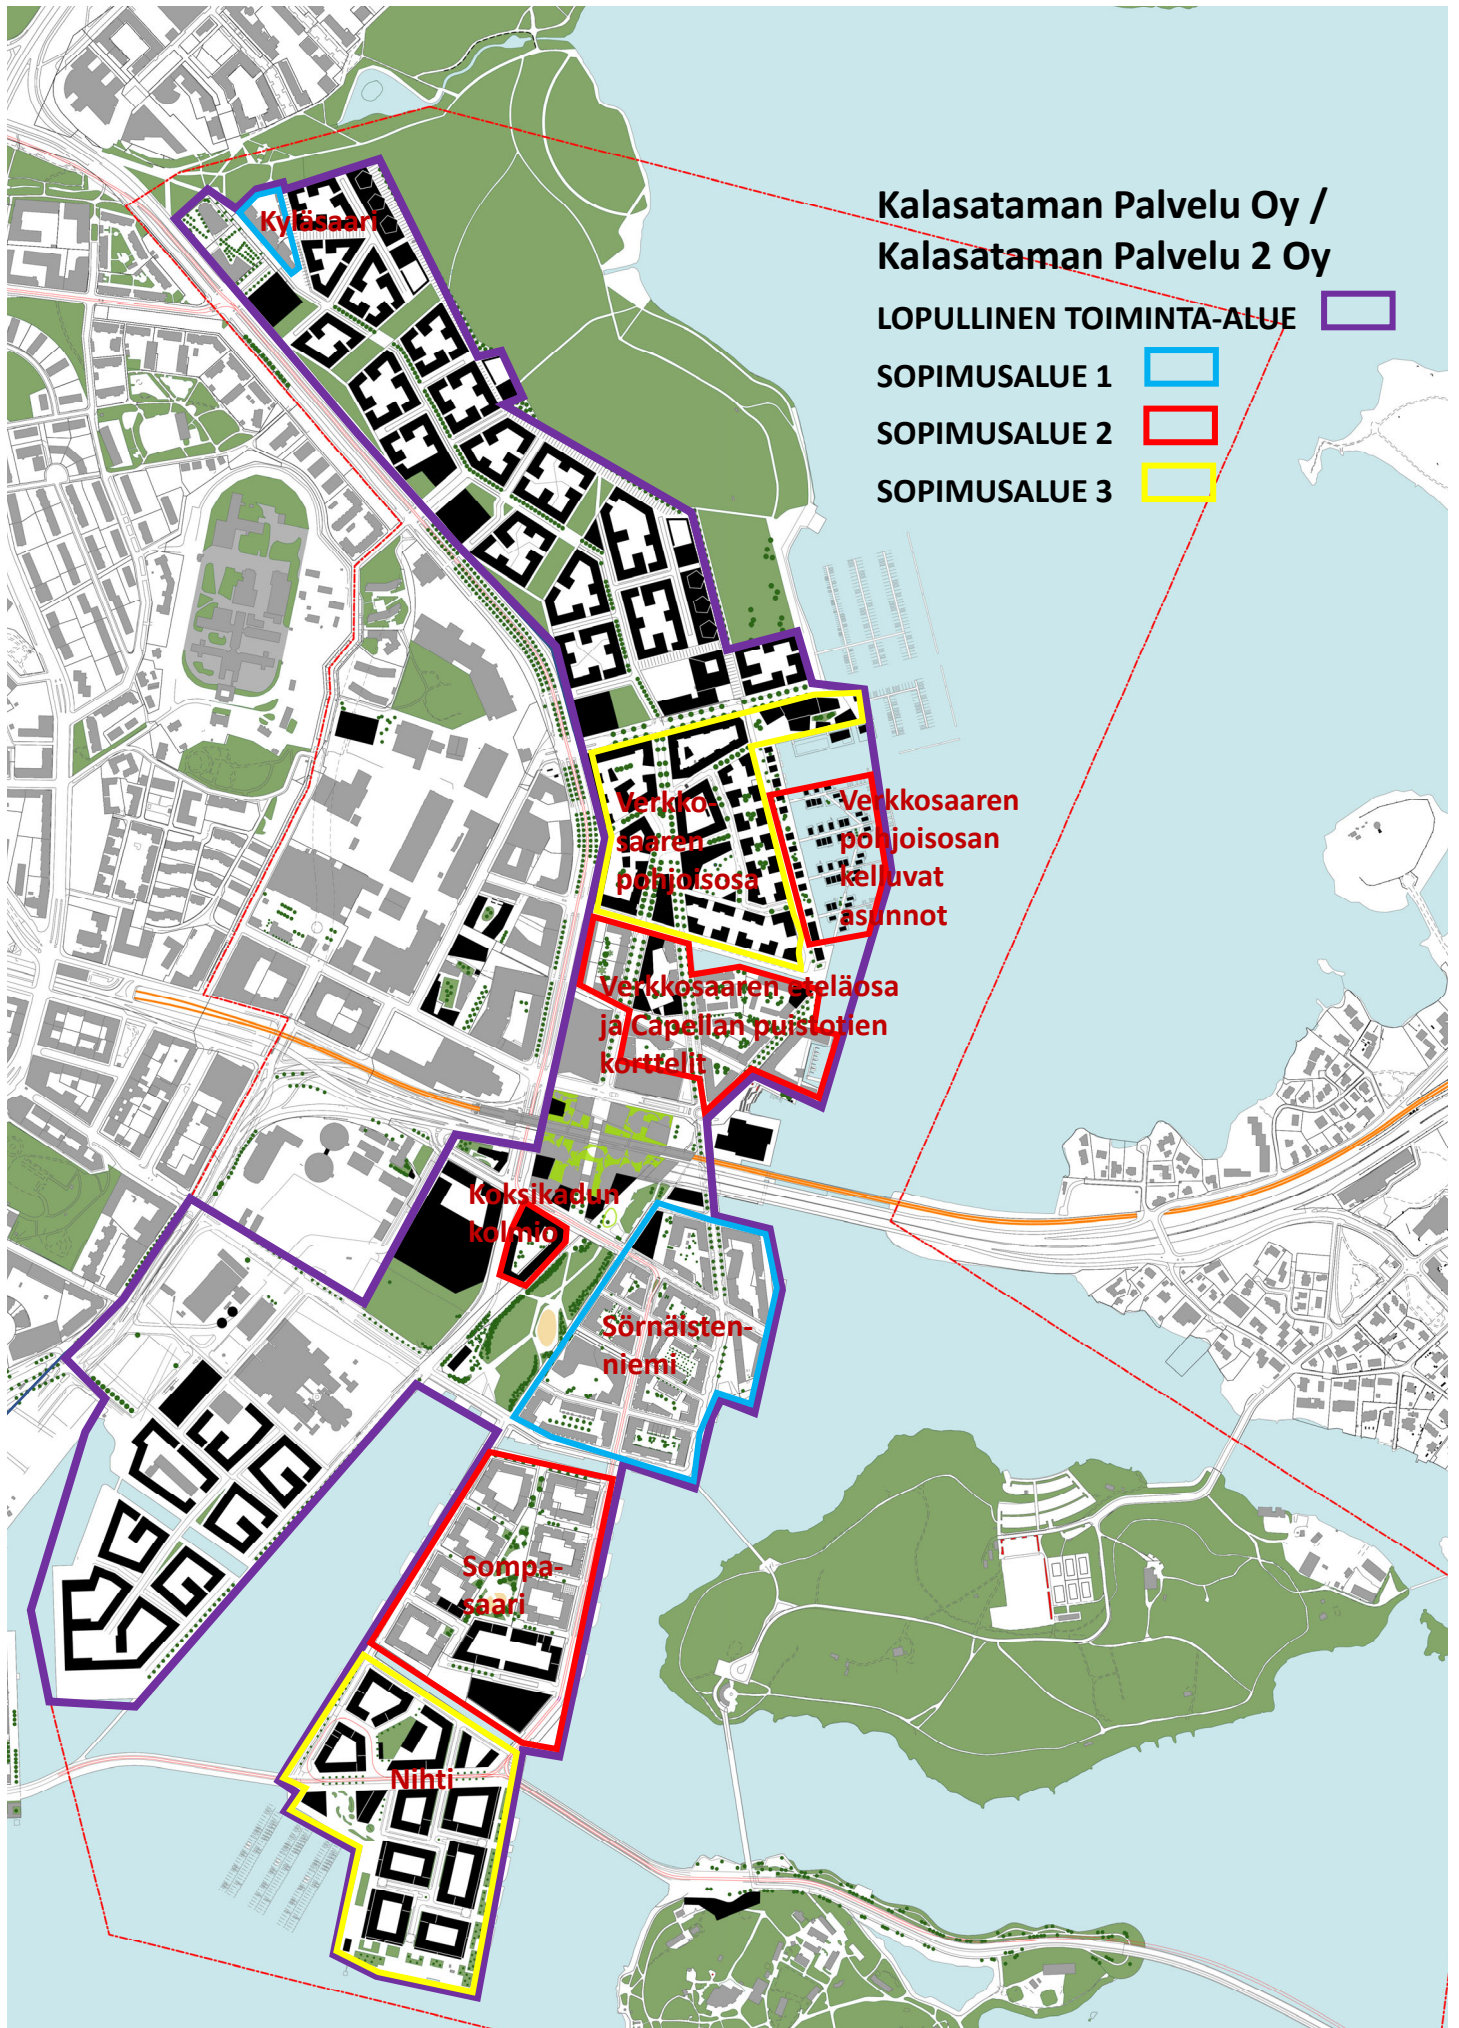 Kalasataman Palvelu Oy /
Kalasataman Palvelu 2 Oy
LOPULLINEN TOIMINTA-ALUE
SOPIMUSALUE 1
SOPIMUSALUE 2
SOPIMUSALUE 3
Kyläsaari
Verkko-
saaren
pohjoisosa
Verkkosaaren
pohjoisosan
kelluvat
asunnot
Verkkosaaren eteläosa
ja Capellan puistotien
korttelit
Koksikadun
kolmio
Sörnäisten-
niemi
Sompa-
saari
Nihti